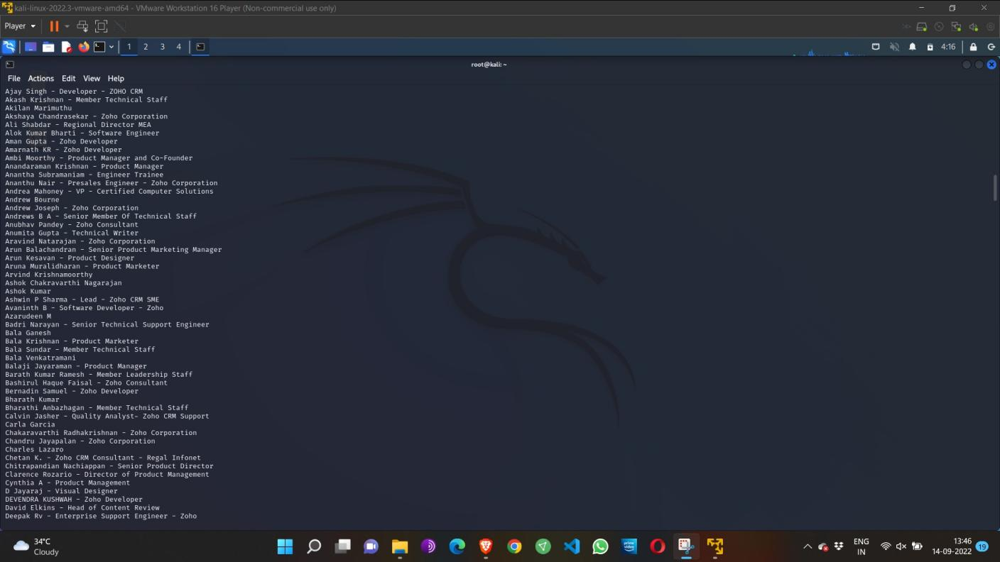 kali-linux-2022.3-vmware-amd64 - VMware Workstation 16 Player (Non-commercial use only)
Player
1 2 3 4
4:16
root@kali: ~
File Actions Edit View Help
Ajay Singh - Developer - ZOHO CRM
Akash Krishnan - Member Technical Staff
Akilan Marimuthu
Akshaya Chandrasekar - Zoho Corporation
Ali Shabdar - Regional Director MEA
Alok Kumar Bharti - Software Engineer
Aman Gupta - Zoho Developer
Amarnath KR - Zoho Developer
Ambi Moorthy - Product Manager and Co-Founder
Anandaraman Krishnan - Product Manager
Anantha Subramaniam - Engineer Trainee
Ananthu Nair - Presales Engineer - Zoho Corporation
Andrea Mahoney - VP - Certified Computer Solutions
Andrew Bourne
Andrew Joseph - Zoho Corporation
Andrews B A - Senior Member Of Technical Staff
Anubhav Pandey - Zoho Consultant
Anumita Gupta - Technical Writer
Aravind Natarajan - Zoho Corporation
Arun Balachandran - Senior Product Marketing Manager
Arun Kesavan - Product Designer
Aruna Muralidharan - Product Marketer
Arvind Krishnamoorthy
Ashok Chakravarthi Nagarajan
Ashok Kumar
Ashwin P Sharma - Lead - Zoho CRM SME
Avaninth B - Software Developer - Zoho
Azarudeen M
Badri Narayan - Senior Technical Support Engineer
Bala Ganesh
Bala Krishnan - Product Marketer
Bala Sundar - Member Technical Staff
Bala Venkatramani
Balaji Jayaraman - Product Manager
Barath Kumar Ramesh - Member Leadership Staff
Bashirul Haque Faisal - Zoho Consultant
Bernadin Samuel - Zoho Developer
Bharath Kumar
Bharathi Anbazhagan - Member Technical Staff
Calvin Jasher - Quality Analyst- Zoho CRM Support
Carla Garcia
Chakaravarthi Radhakrishnan - Zoho Corporation
Chandru Jayapalan - Zoho Corporation
Charles Lazaro
Chetan K. - Zoho CRM Consultant - Regal Infonet
Chitrapandian Nachiappan - Senior Product Director
Clarence Rozario - Director of Product Management
Cynthia A - Product Management
D Jayaraj - Visual Designer
DEVENDRA KUSHWAH - Zoho Developer
David Elkins - Head of Content Review
Deepak Rv - Enterprise Support Engineer - Zoho
34°C
Cloudy
prime video
ENG
IN
13:46
14-09-2022
19